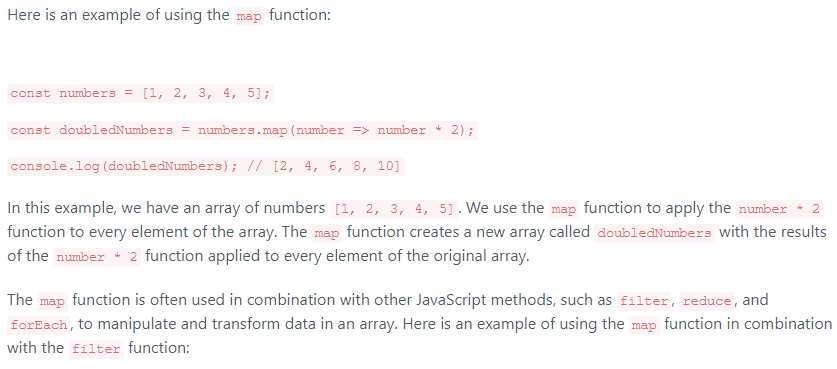 Here is an example of using the map function:
const numbers = [1, 2, 3, 4, 5];
const doubledNumbers = numbers.map(number => number * 2);
console.log(doubledNumbers); // [2, 4, 6, 8, 10]
In this example, we have an array of numbers [1, 2, 3, 4, 5]. We use the map function to apply the number * 2
function to every element of the array. The map function creates a new array called doubledNumbers with the results
of the number * 2 function applied to every element of the original array.
The map function is often used in combination with other JavaScript methods, such as filter, reduce, and
forEach, to manipulate and transform data in an array. Here is an example of using the map function in combination
with the filter function: